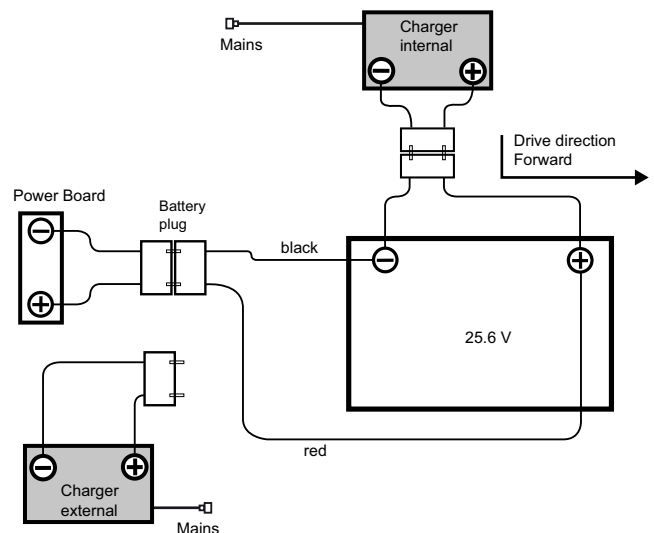 Charger
internal
Mains
Drive direction
Forward
Power Board
Battery
plug
black
25.6 V
red
Charger
external
Mains